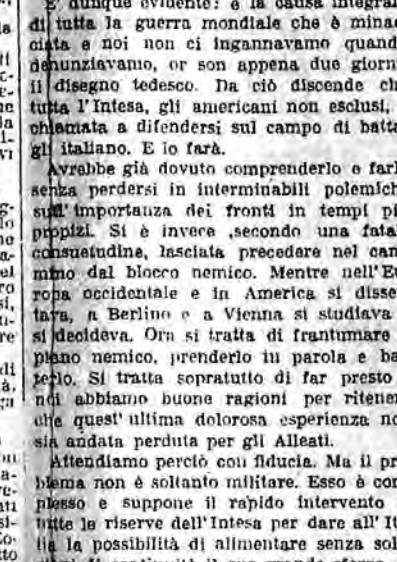 E' dunque evidente: è la causa integral
di tutta la guerra mondiale che è mina
ciata e noi non ci ingannavamo quand
denunziavamo, or son appena due giorn
il disegno tedesco. Da ciò discende ch
tutta l'Intesa, gli americani non esclusi,
chiamata a difendersi sul campo di batta
gli italiano. E lo farà.
Avrebbe già dovuto comprenderlo e farl
senza perdersi in interminabili polemich
sull'importanza dei fronti in tempi pi
propizi. Si è invece ,secondo una fata
consuetudine, lasciata precedere nel cam
mino dal blocco nemico. Mentre nell'Eu
ropa occidentale e in America si disse
tava, a Berlino e a Vienna si studiava
si decideva. Ora si tratta di frantumare
piano nemico, prenderlo in parola e ba
terlo. Si tratta sopratutto di far presto
noi abbiamo buone ragioni per ritener
che quest' ultima dolorosa esperienza no
sia andata perduta per gli Alleati.
Attendiamo perciò con fiducia. Ma il pr
blema non è soltanto militare. Esso è com
plesso e suppone il rapido intervento
tutte le riserve dell'Intesa per dare all' It
lia la possibilità di alimentare senza sol